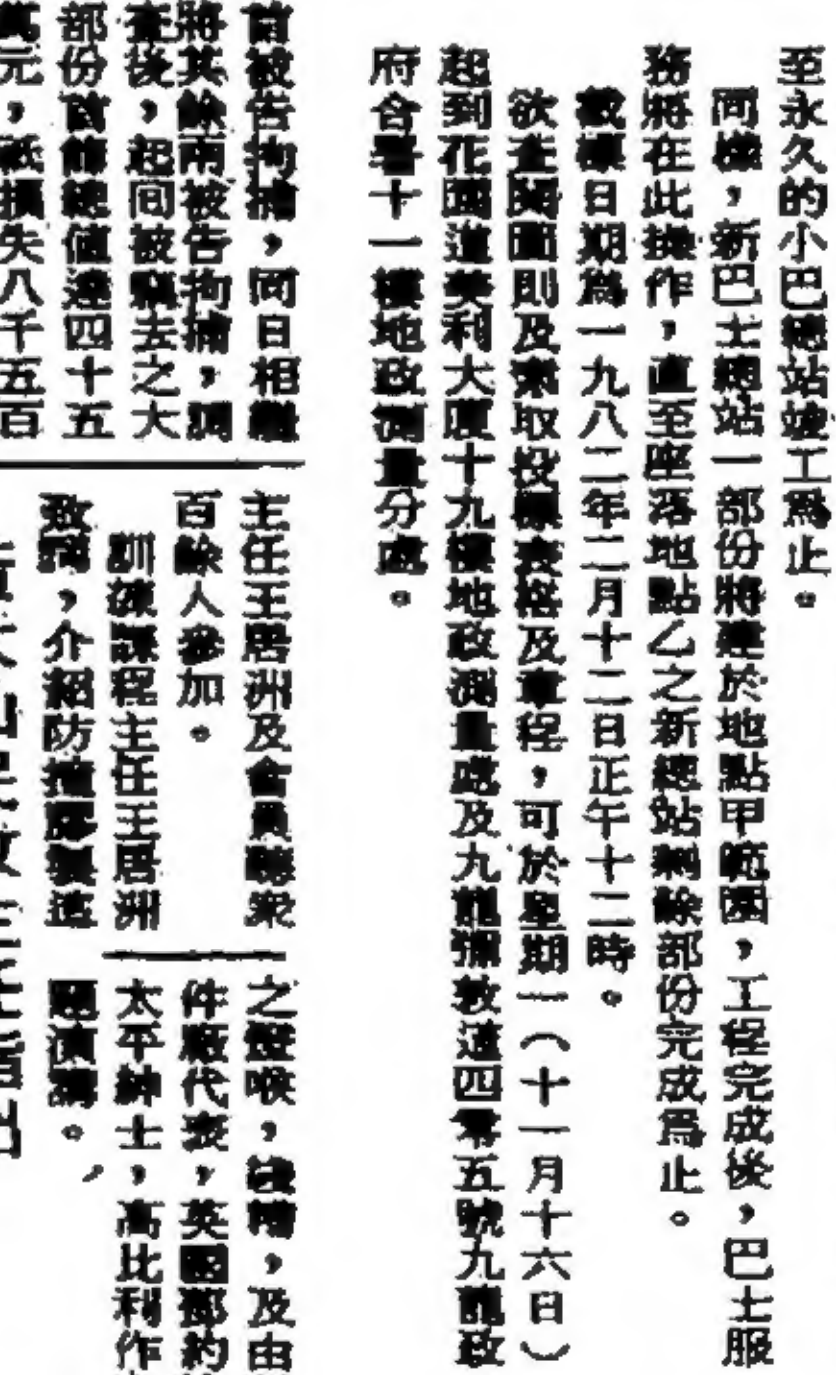 至永久的小巴總站竣工為止。
同樣，新巴士總站一部份將建於地點甲範圍，工程完成後，巴士服
務將在此操作，直至座落地點乙之新總站剩餘部份完成為止。
截標日期為一九八二年二月十二日正午十二時。
欲查閱圖則及索取投標表格及章程，可於星期一（十一月十六日）
起到花園道美利大廈十九樓地政測量處及九龍彌敦道四零五號九龍政
府合署十一樓地政測量分處。
首被告拘捕，同日相繼
將其餘兩被告拘捕，調
查後，起回被騙去之大
部份首飾總值達四十五
萬元，祇損失八千五百
主任王居洲及會員聽衆
百餘人參加。
訓練課程主任王居洲
致詞，介紹防撞膠製造
之燈喉，
，及由
件廠代表，英國鄧約
太平紳士，高比利作
題演講。